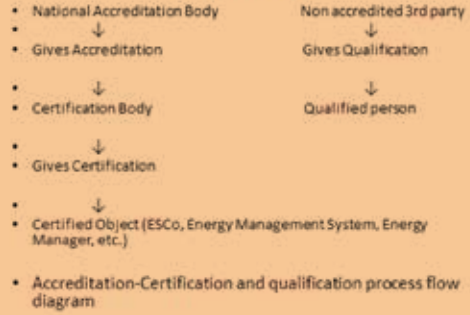 • National Accreditation Body Non accredited 3rd party
• ↓ ↓
• Gives Accreditation Gives Qualification
• ↓ ↓
• Certification Body Qualified person
• ↓
• Gives Certification
• ↓
• Certified Object (ESCo, Energy Management System, Energy
Manager, etc.)
• Accreditation-Certification and qualification process flow
diagram